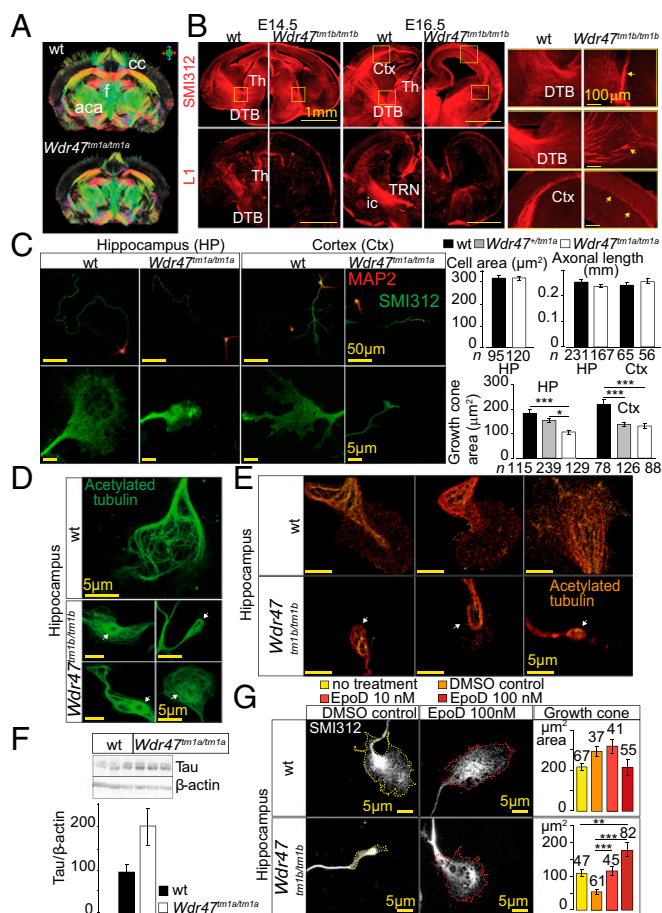 A
wt
cc
f
aca
Wdr47tm1a/tm1a
B
E14.5
E16.5
wt Wdr47tm1b/tm1b wt Wdr47tm1b/tm1b
wt Wdr47tm1b/tm1b
SMI312
Th
DTB
1mm
Ctx
Th
DTB
L1
Th
DTB
ic
TRN
DTB
100µm
DTB
Ctx
C
Hippocampus (HP) Cortex (Ctx)
wt Wdr47tm1a/tm1a wt Wdr47tm1a/tm1a
MAP2
SMI312
50µm
5µm
wt Wdr47+/tm1a Wdr47tm1a/tm1a
Cell area (µm2)
300
200
100
0
n 95 120
HP
Axonal length (mm)
0.2
0
n 231 167 65 56
HP Ctx
Growth cone area (µm2)
HP
Ctx
*** * *** ***
300
200
100
0
n 115 239 129 78 126 88
D
Acetylated tubulin
Hippocampus
wt
5µm
Wdr47tm1b/tm1b
5µm
E
Hippocampus
wt
Wdr47 tm1b/tm1b
Acetylated tubulin
5µm
F
wt Wdr47tm1a/tm1a
Tau
β-actin
Tau/β-actin
200
100
0
wt
Wdr47tm1a/tm1a
no treatment DMSO control
EpoD 10 nM EpoD 100 nM
G
DMSO control EpoD 100nM Growth cone
SMI312
Hippocampus
wt
5µm
5µm
Wdr47 tm1b/tm1b
5µm
5µm
µm2 area
400
200
0
67 37 41 55
µm2
200
100
0
**
***
***
47 61 45 82